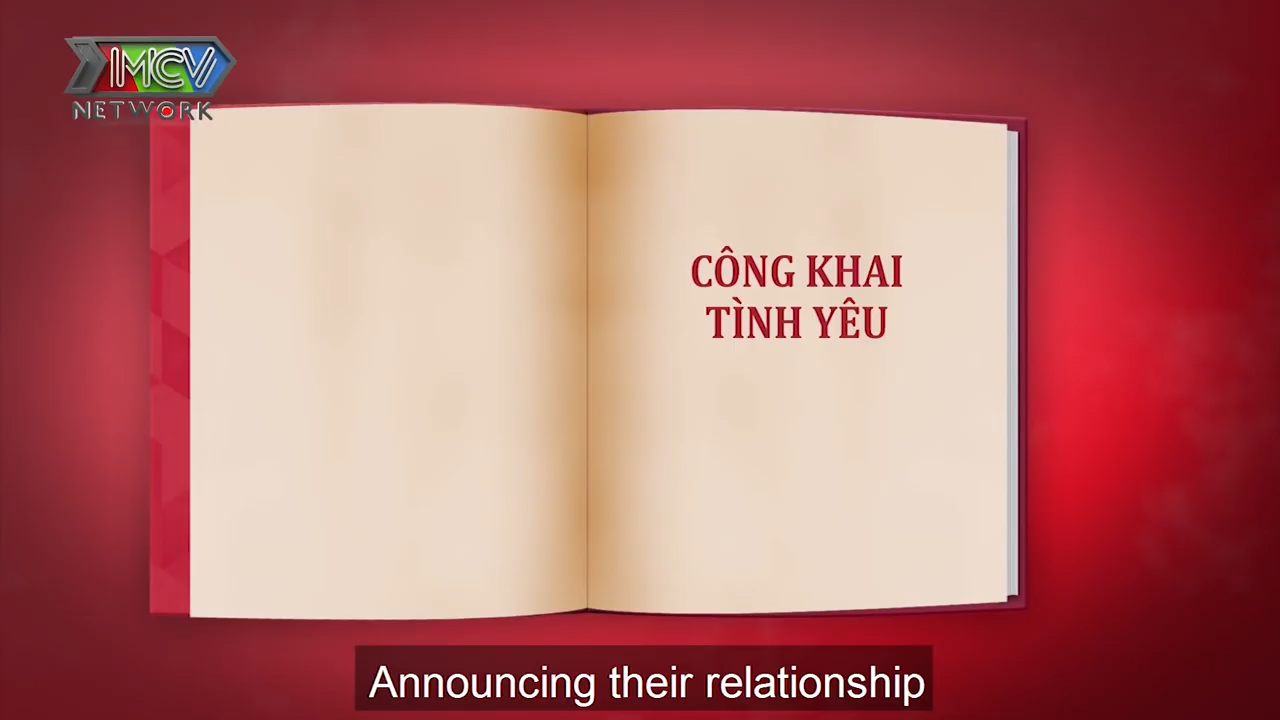 MCV
NETWORK
CÔNG KHAI
TÌNH YÊU
Announcing their relationship